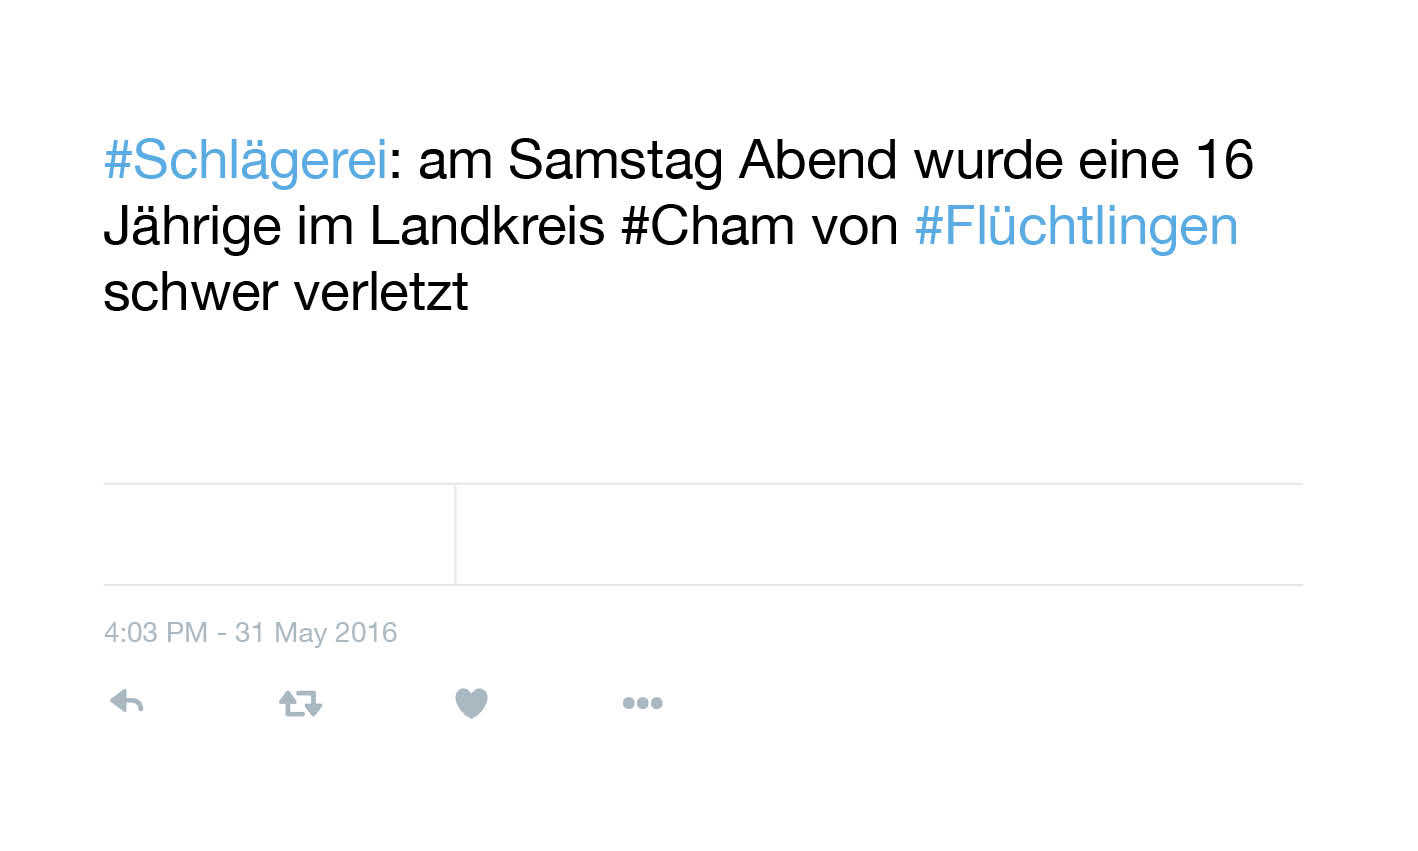 #Schlägerei: am Samstag Abend wurde eine 16
Jährige im Landkreis #Cham von #Flüchtlingen
schwer verletzt
4:03 PM - 31 May 2016